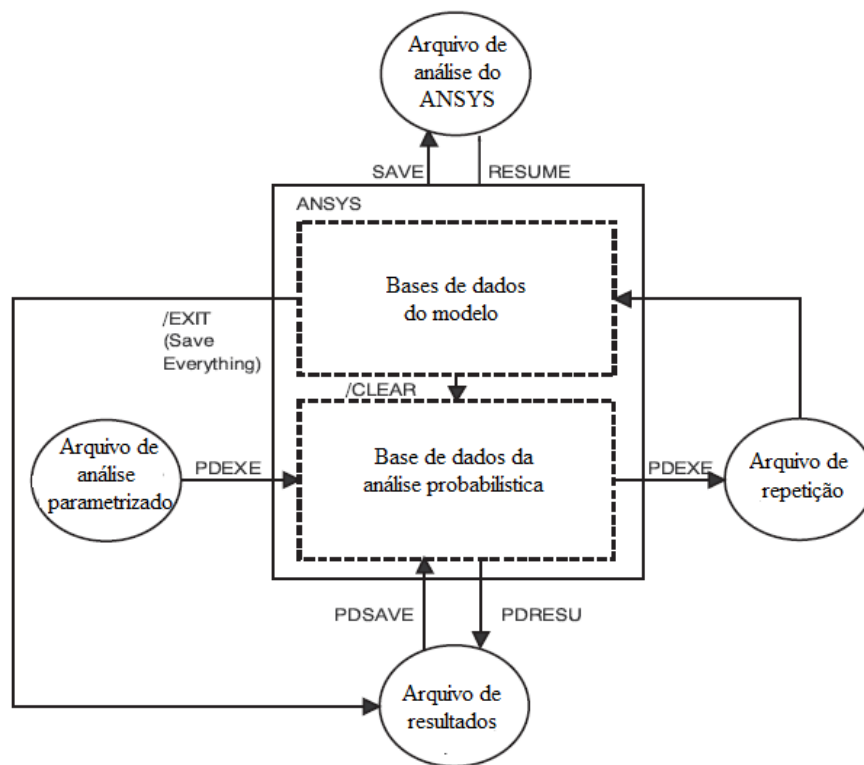 Arquivo de
análise do
ANSYS
SAVE
RESUME
ANSYS
Bases de dados
do modelo
/EXIT
(Save
Everything)
/CLEAR
Arquivo de
análise
parametrizado
PDEXE
Base de dados da
análise probabilística
PDEXE
Arquivo de
repetição
PDSAVE
PDRESU
Arquivo de
resultados